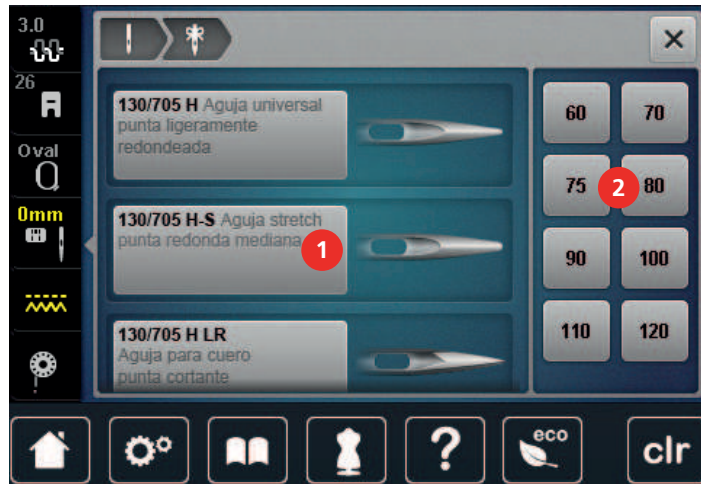 3.0
26
Oval
0mm
130/705 H Aguja universal
punta ligeramente
redondeada
130/705 H-S Aguja stretch
punta redonda mediana
1
130/705 H LR
Aguja para cuero
punta cortante
60 70
75 2 80
90 100
110 120
? eco clr